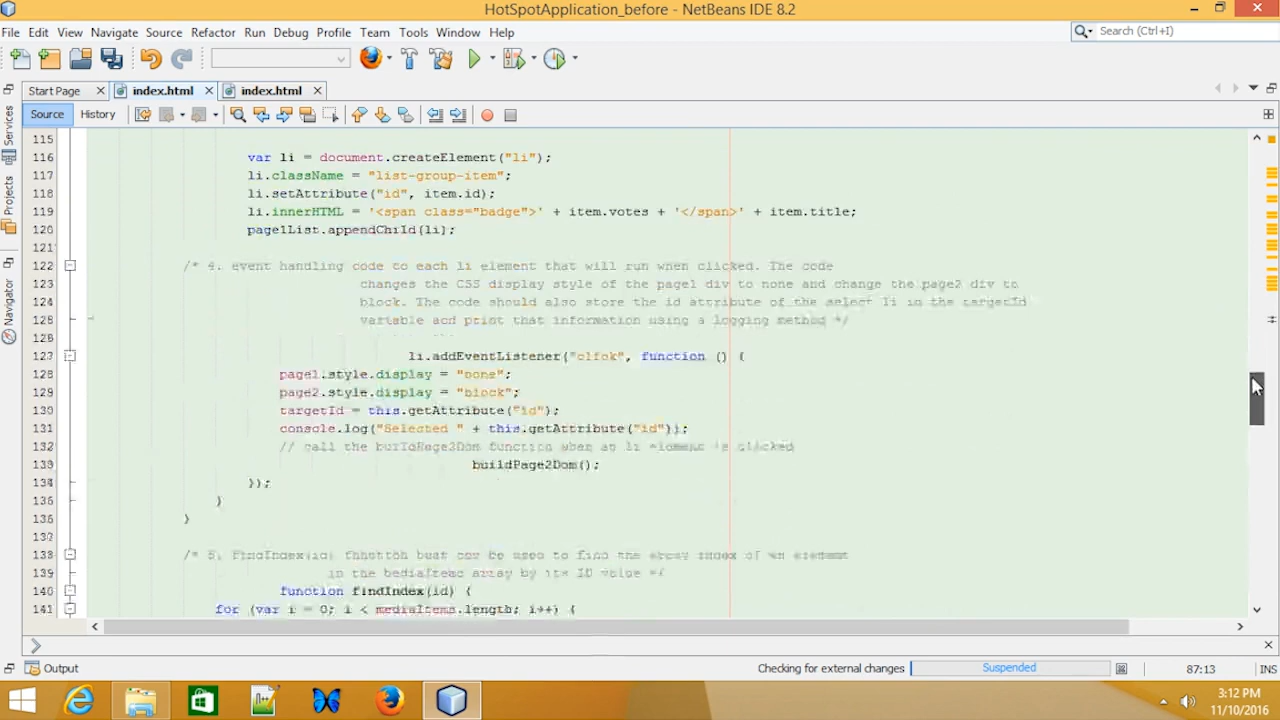 HotSpotApplication_before - NetBeans IDE 8.2
File Edit View Navigate Source Refactor Run Debug Profile Team Tools Window Help
Search (Ctrl+I)
Start Page index.html index.html
Source History
Services
Projects
Navigator
115
116 var li = document.createElement("li");
117 li.className = "list-group-item";
118 li.setAttribute("id", item.id);
119 li.innerHTML = '<span class="badge">' + item.votes + '</span>' + item.title;
120 page1List.appendChild(li);
121
122 /* 4. event handling code to each li element that will run when clicked. The code
123 changes the CSS display style of the page1 div to none and change the page2 div to
124 block. The code should also store the id attribute of the select li in the targetId
variable and print that information using a logging method */
127 li.addEventListener("click", function () {
128 page1.style.display = "none";
129 page2.style.display = "block";
130 targetId = this.getAttribute("id");
131 console.log("Selected " + this.getAttribute("id"));
132 // call the buildPage2Dom function when an li element is clicked
buildPage2Dom();
134 });
}
136 }
137
138 /* 5. findIndex(id) function can be used to find the array index of an element
139 in the mediaItems array by its ID value */
140 function findIndex(id) {
141 for (var i = 0; i < mediaItems.length; i++) {
Output
Checking for external changes Suspended 87:13 INS
3:12 PM
11/10/2016